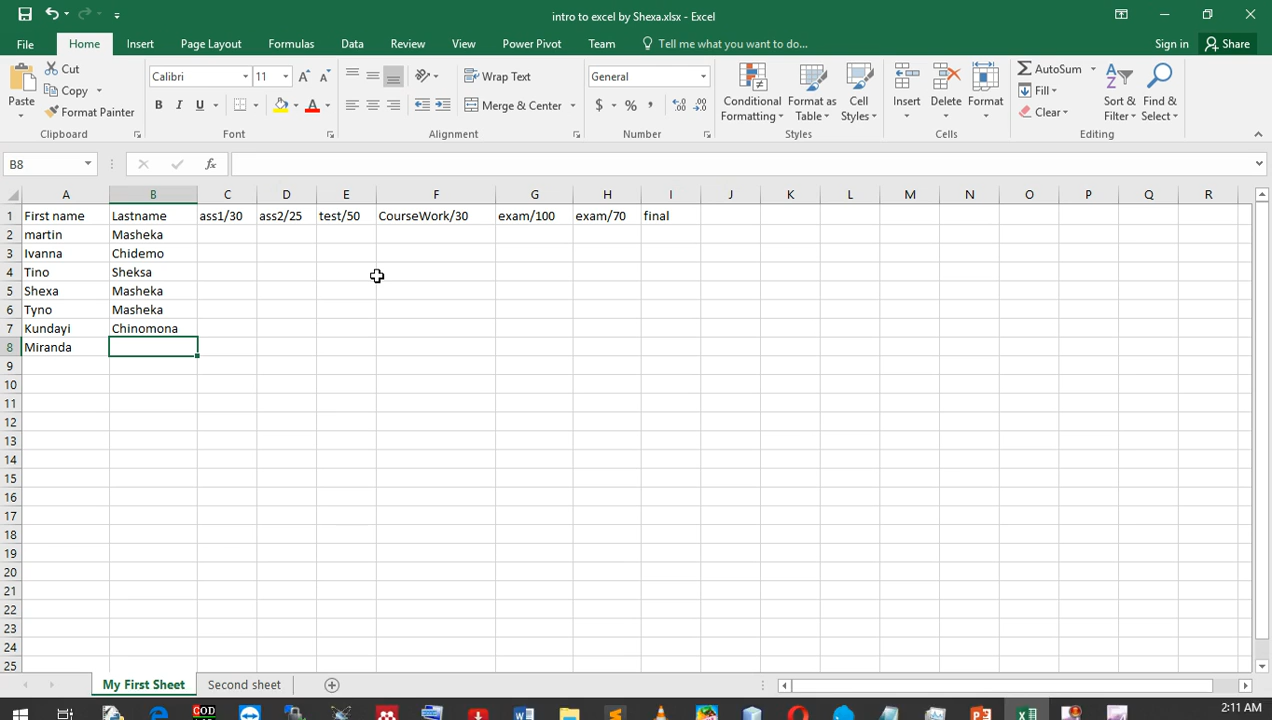 intro to excel by Shexa.xlsx - Excel
File Home Insert Page Layout Formulas Data Review View Power Pivot Team Tell me what you want to do... Sign in Share
Paste
Cut
Copy
Format Painter
Clipboard
Calibri 11
B I U
Font
Wrap Text
Merge & Center
Alignment
General
$ % ,
Number
Conditional Formatting
Format as Table
Cell Styles
Styles
Insert
Delete
Format
Cells
AutoSum
Fill
Clear
Sort & Filter
Find & Select
Editing
B8 fx
A B C D E F G H I J K L M N O P Q R
1 First name Lastname ass1/30 ass2/25 test/50 CourseWork/30 exam/100 exam/70 final
2 martin Masheka
3 Ivanna Chidemo
4 Tino Sheksa
5 Shexa Masheka
6 Tyno Masheka
7 Kundayi Chinomona
8 Miranda
9
10
11
12
13
14
15
16
17
18
19
20
21
22
23
24
25
My First Sheet Second sheet
2:11 AM